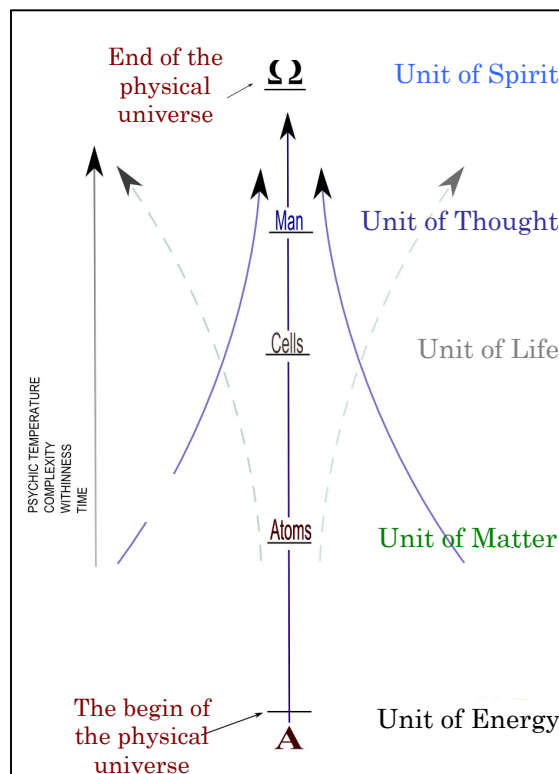 End of the
physical
universe
Ω
Unit of Spirit
Man
Unit of Thought
Cells
Unit of Life
PSYCHIC TEMPERATURE
COMPLEXITY
WITHINNESS
TIME
Atoms
Unit of Matter
The begin of
the physical
universe
A
Unit of Energy